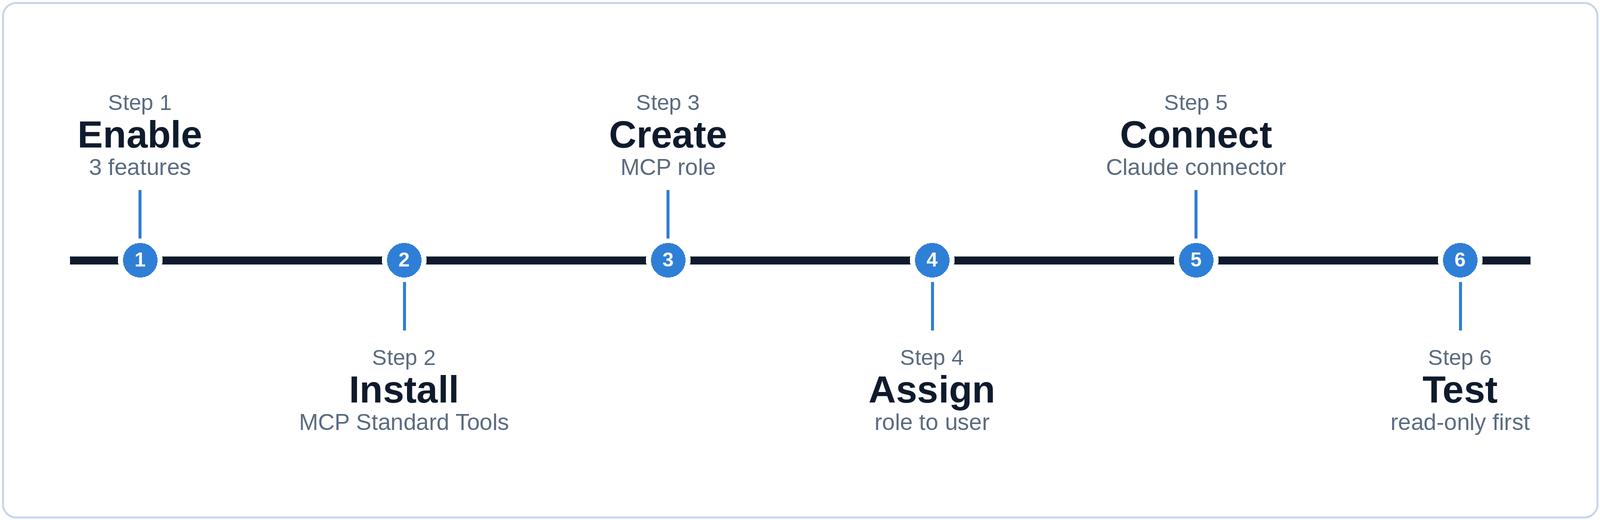 Step 1
Enable
3 features
1
2
Step 2
Install
MCP Standard Tools
Step 3
Create
MCP role
3
4
Step 4
Assign
role to user
Step 5
Connect
Claude connector
5
6
Step 6
Test
read-only first